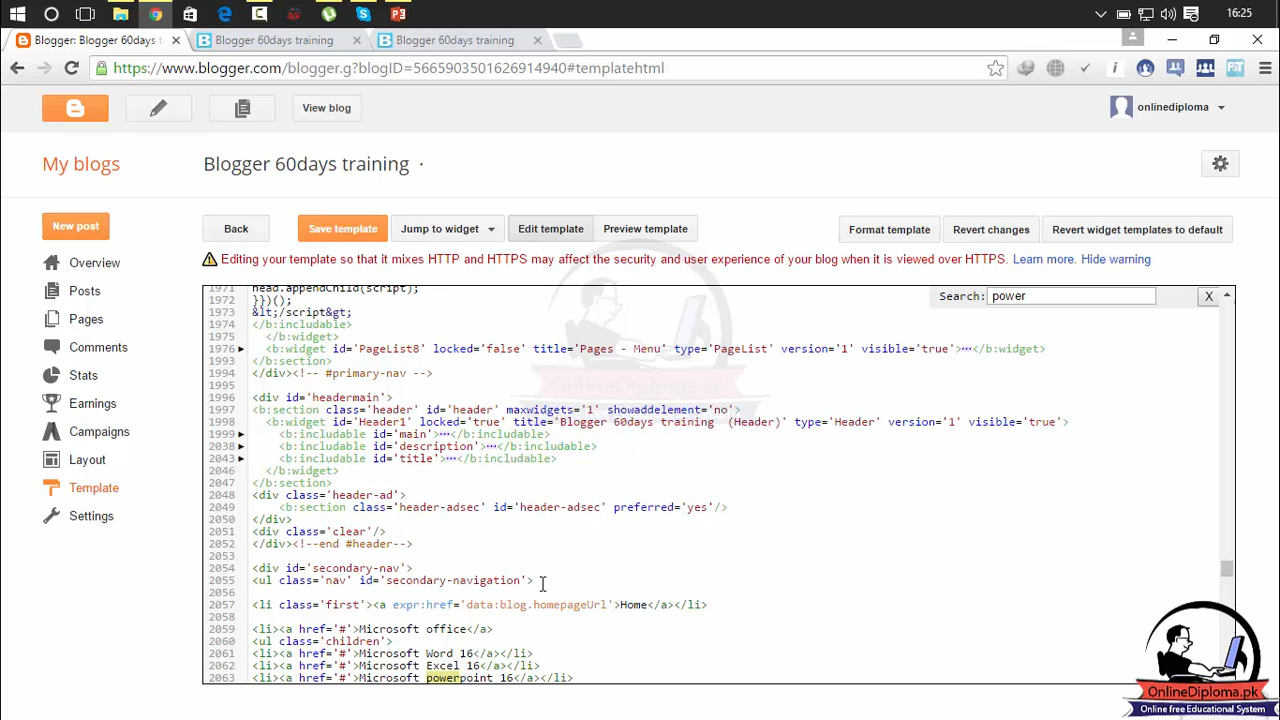 16:25
Blogger: Blogger 60days t
Blogger 60days training
Blogger 60days training
https://www.blogger.com/blogger.g?blogID=5665903501626914940#templatehtml
View blog
onlinediploma
My blogs
Blogger 60days training ·
New post
Back
Save template
Jump to widget
Edit template
Preview template
Format template
Revert changes
Revert widget templates to default
Editing your template so that it mixes HTTP and HTTPS may affect the security and user experience of your blog when it is viewed over HTTPS. Learn more. Hide warning
Overview
Posts
Pages
Comments
Stats
Earnings
Campaigns
Layout
Template
Settings
Search: power X
1971 head.appendChild(script);
1972 }})();
1973 &lt;/script&gt;
1974 </b:includable>
1975 </b:widget>
1976 <b:widget id='PageList8' locked='false' title='Pages - Menu' type='PageList' version='1' visible='true'>⋯</b:widget>
1993 </b:section>
1994 </div><!-- #primary-nav -->
1995
1996 <div id='headermain'>
1997 <b:section class='header' id='header' maxwidgets='1' showaddelement='no'>
1998 <b:widget id='Header1' locked='true' title='Blogger 60days training  (Header)' type='Header' version='1' visible='true'>
1999 <b:includable id='main'>⋯</b:includable>
2038 <b:includable id='description'>⋯</b:includable>
2043 <b:includable id='title'>⋯</b:includable>
2046 </b:widget>
2047 </b:section>
2048 <div class='header-ad'>
2049 <b:section class='header-adsec' id='header-adsec' preferred='yes'/>
2050 </div>
2051 <div class='clear'/>
2052 </div><!--end #header-->
2053
2054 <div id='secondary-nav'>
2055 <ul class='nav' id='secondary-navigation'>
2056
2057 <li class='first'><a expr:href='data:blog.homepageUrl'>Home</a></li>
2058
2059 <li><a href='#'>Microsoft office</a>
2060 <ul class='children'>
2061 <li><a href='#'>Microsoft Word 16</a></li>
2062 <li><a href='#'>Microsoft Excel 16</a></li>
2063 <li><a href='#'>Microsoft powerpoint 16</a></li>
OnlineDiploma.pk
OnlineDiploma.pk
Online free Educational System